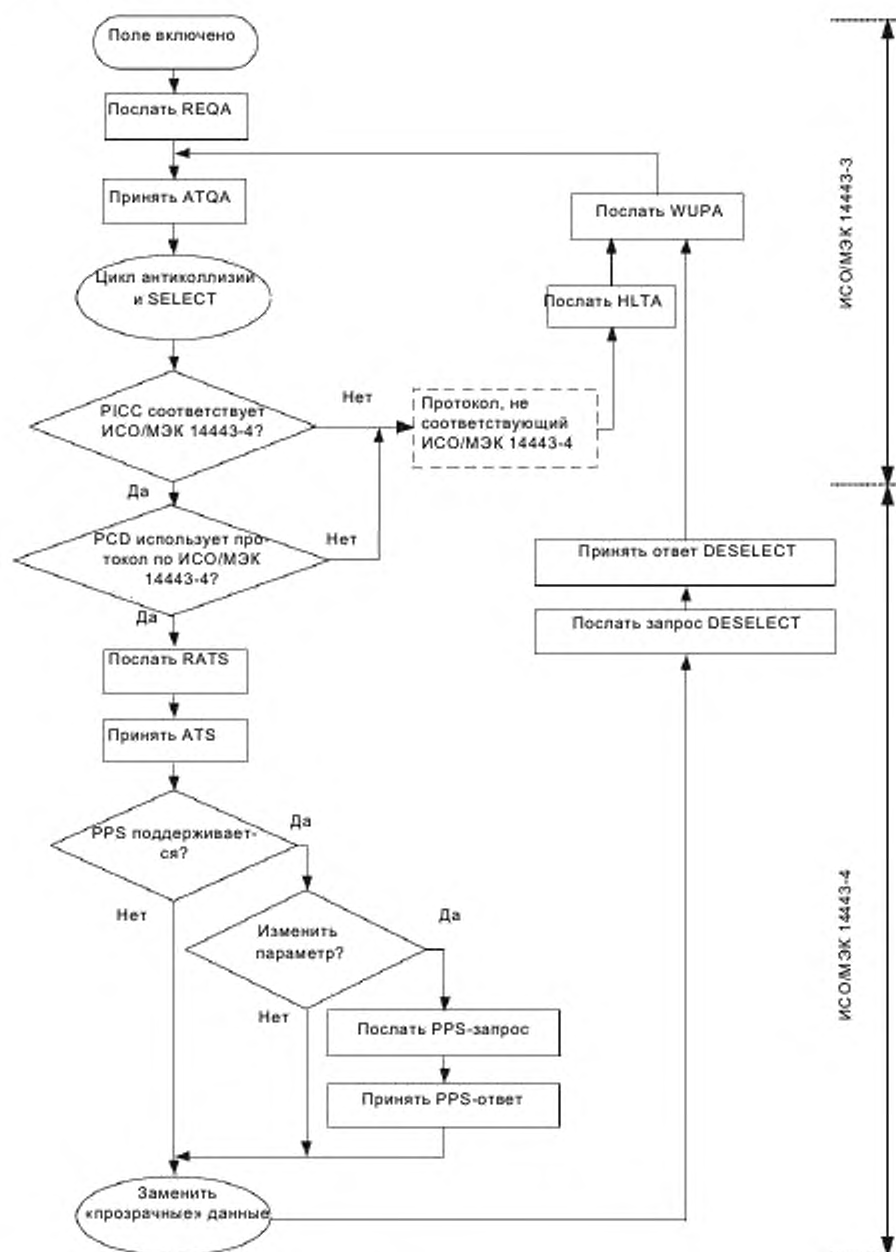 Поле включено
Послать REQA
Принять ATQA
Цикл антиколлизии
и SELECT
PICC соответствует
ИСО/МЭК 14443-4?
Нет
Да
Протокол, не
соответствующий
ИСО/МЭК 14443-4
Послать HLTA
Послать WUPA
ИСО/МЭК 14443-3
PCD использует про-
токол по ИСО/МЭК
14443-4?
Нет
Да
Принять ответ DESELECT
Послать запрос DESELECT
Послать RATS
Принять ATS
PPS поддерживает-
ся?
Да
Нет
Изменить
параметр?
Да
Нет
Послать PPS-запрос
Принять PPS-ответ
Заменить
«прозрачные» данные
ИСО/МЭК 14443-4